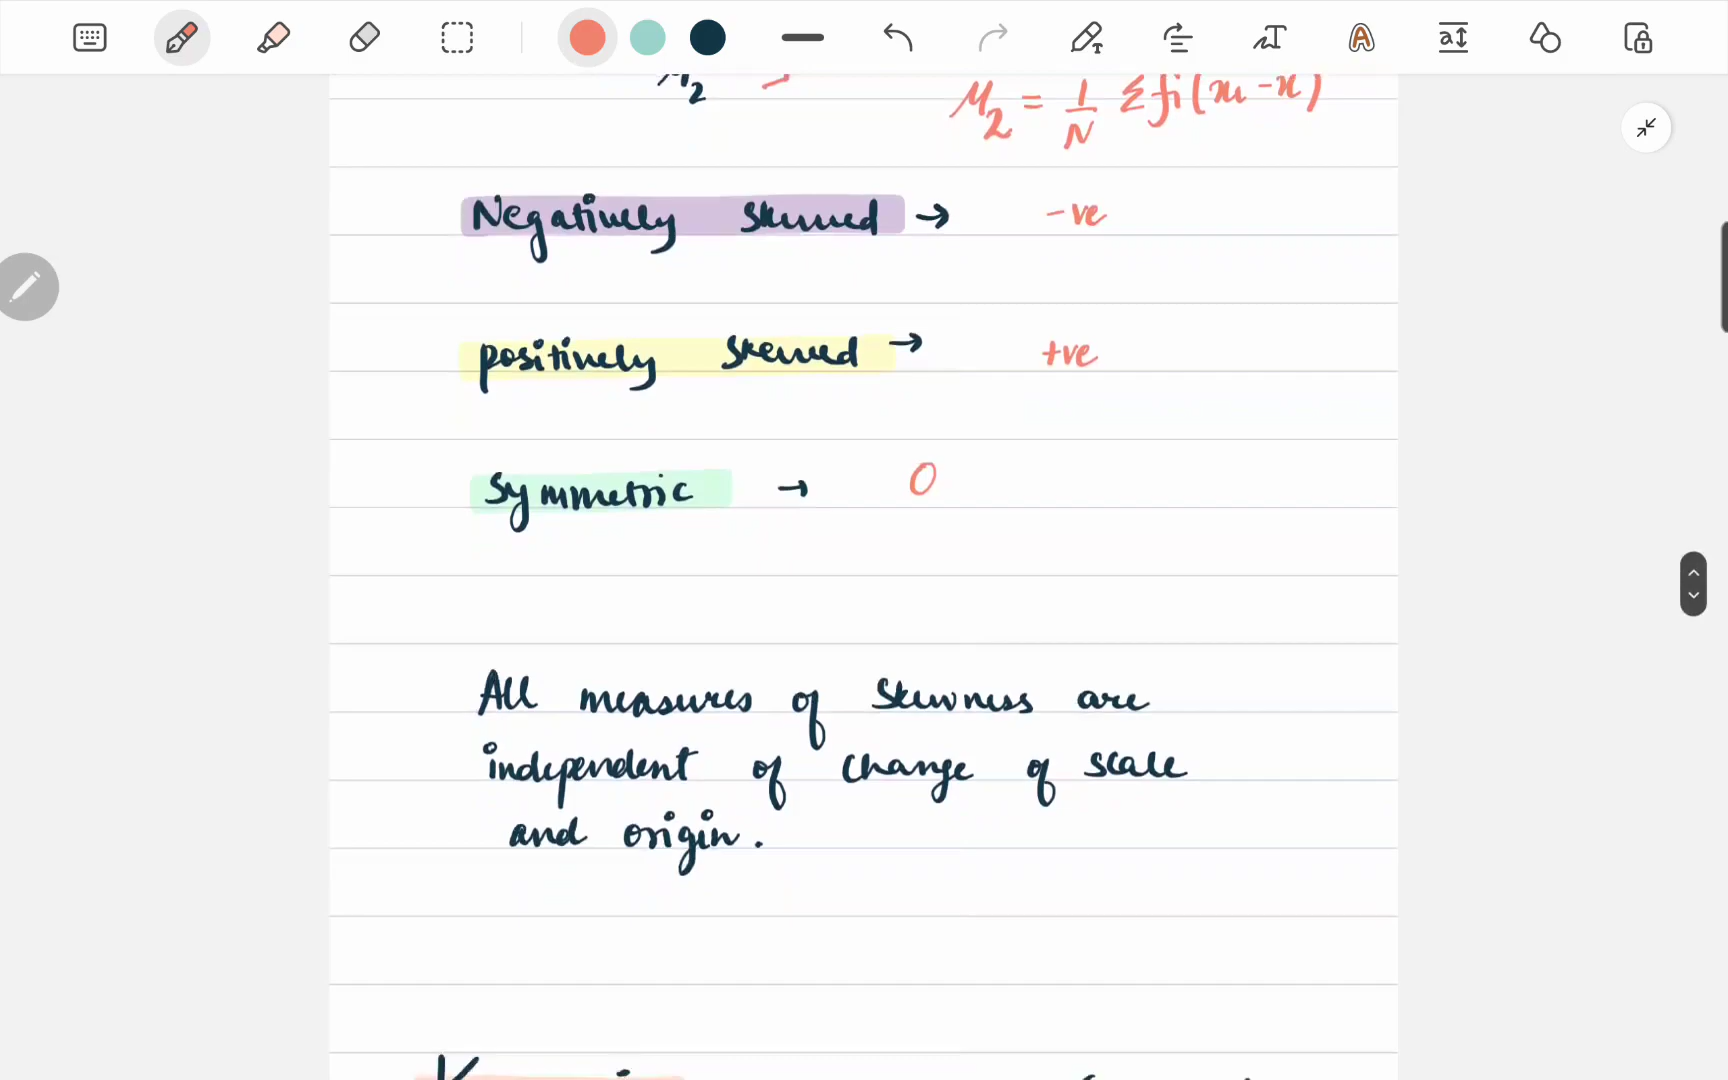 M2 = 1/N Σfi(xi - x)
Negatively skewed → -ve
positively skewed → +ve
Symmetric → 0
All measures of skewness are
independent of change of scale
and origin.